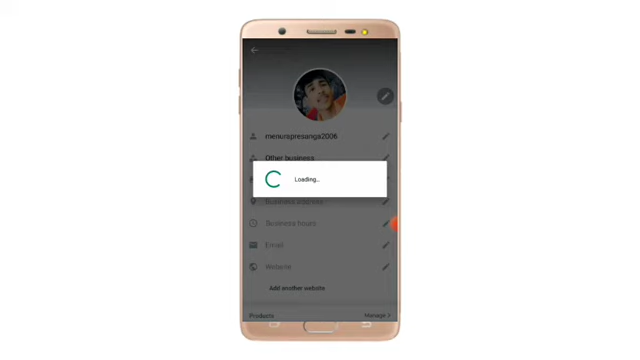 menurapresanga2006
Other business
Loading...
Business address
Business hours
Email
Website
Add another website
Products
Manage >